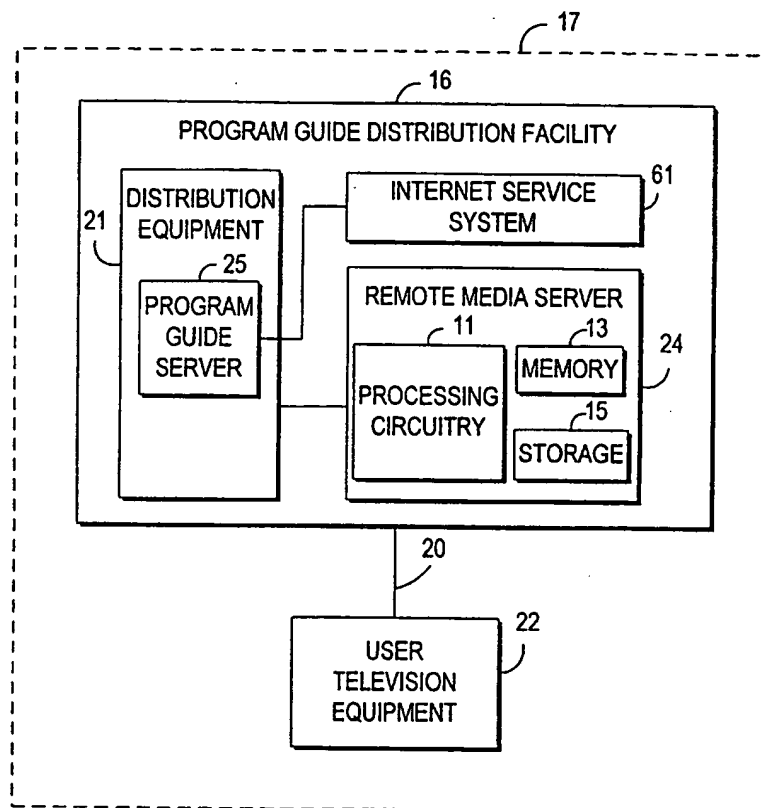 17
16
PROGRAM GUIDE DISTRIBUTION FACILITY
DISTRIBUTION
EQUIPMENT
21
25
PROGRAM
GUIDE
SERVER
INTERNET SERVICE
SYSTEM
61
REMOTE MEDIA SERVER
11
PROCESSING
CIRCUITRY
13
MEMORY
24
15
STORAGE
20
22
USER
TELEVISION
EQUIPMENT